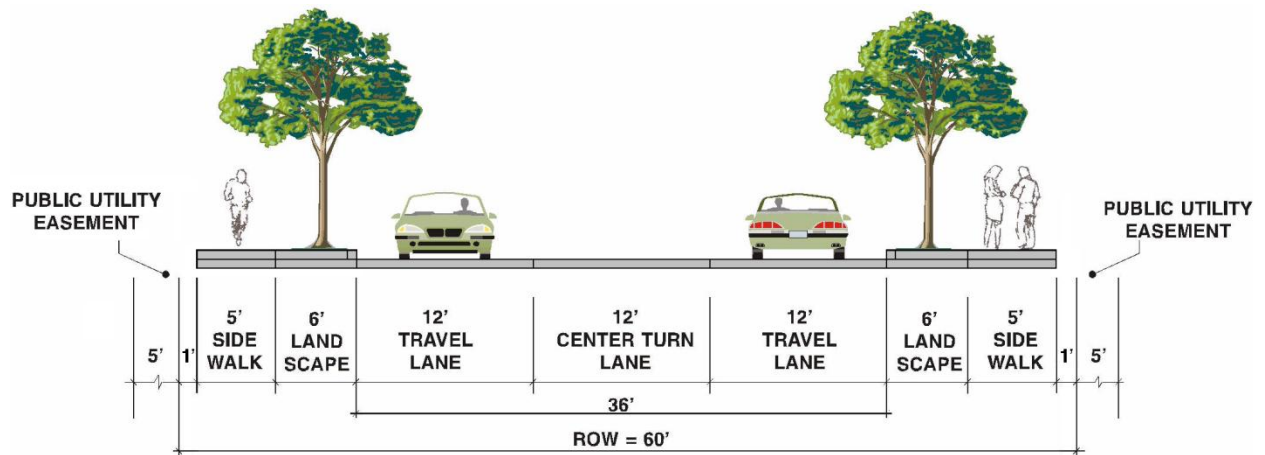 PUBLIC UTILITY
EASEMENT
PUBLIC UTILITY
EASEMENT
5'
1'
5'
SIDE
WALK
6'
LAND
SCAPE
12'
TRAVEL
LANE
12'
CENTER TURN
LANE
12'
TRAVEL
LANE
6'
LAND
SCAPE
5'
SIDE
WALK
1'
5'
36'
ROW = 60'